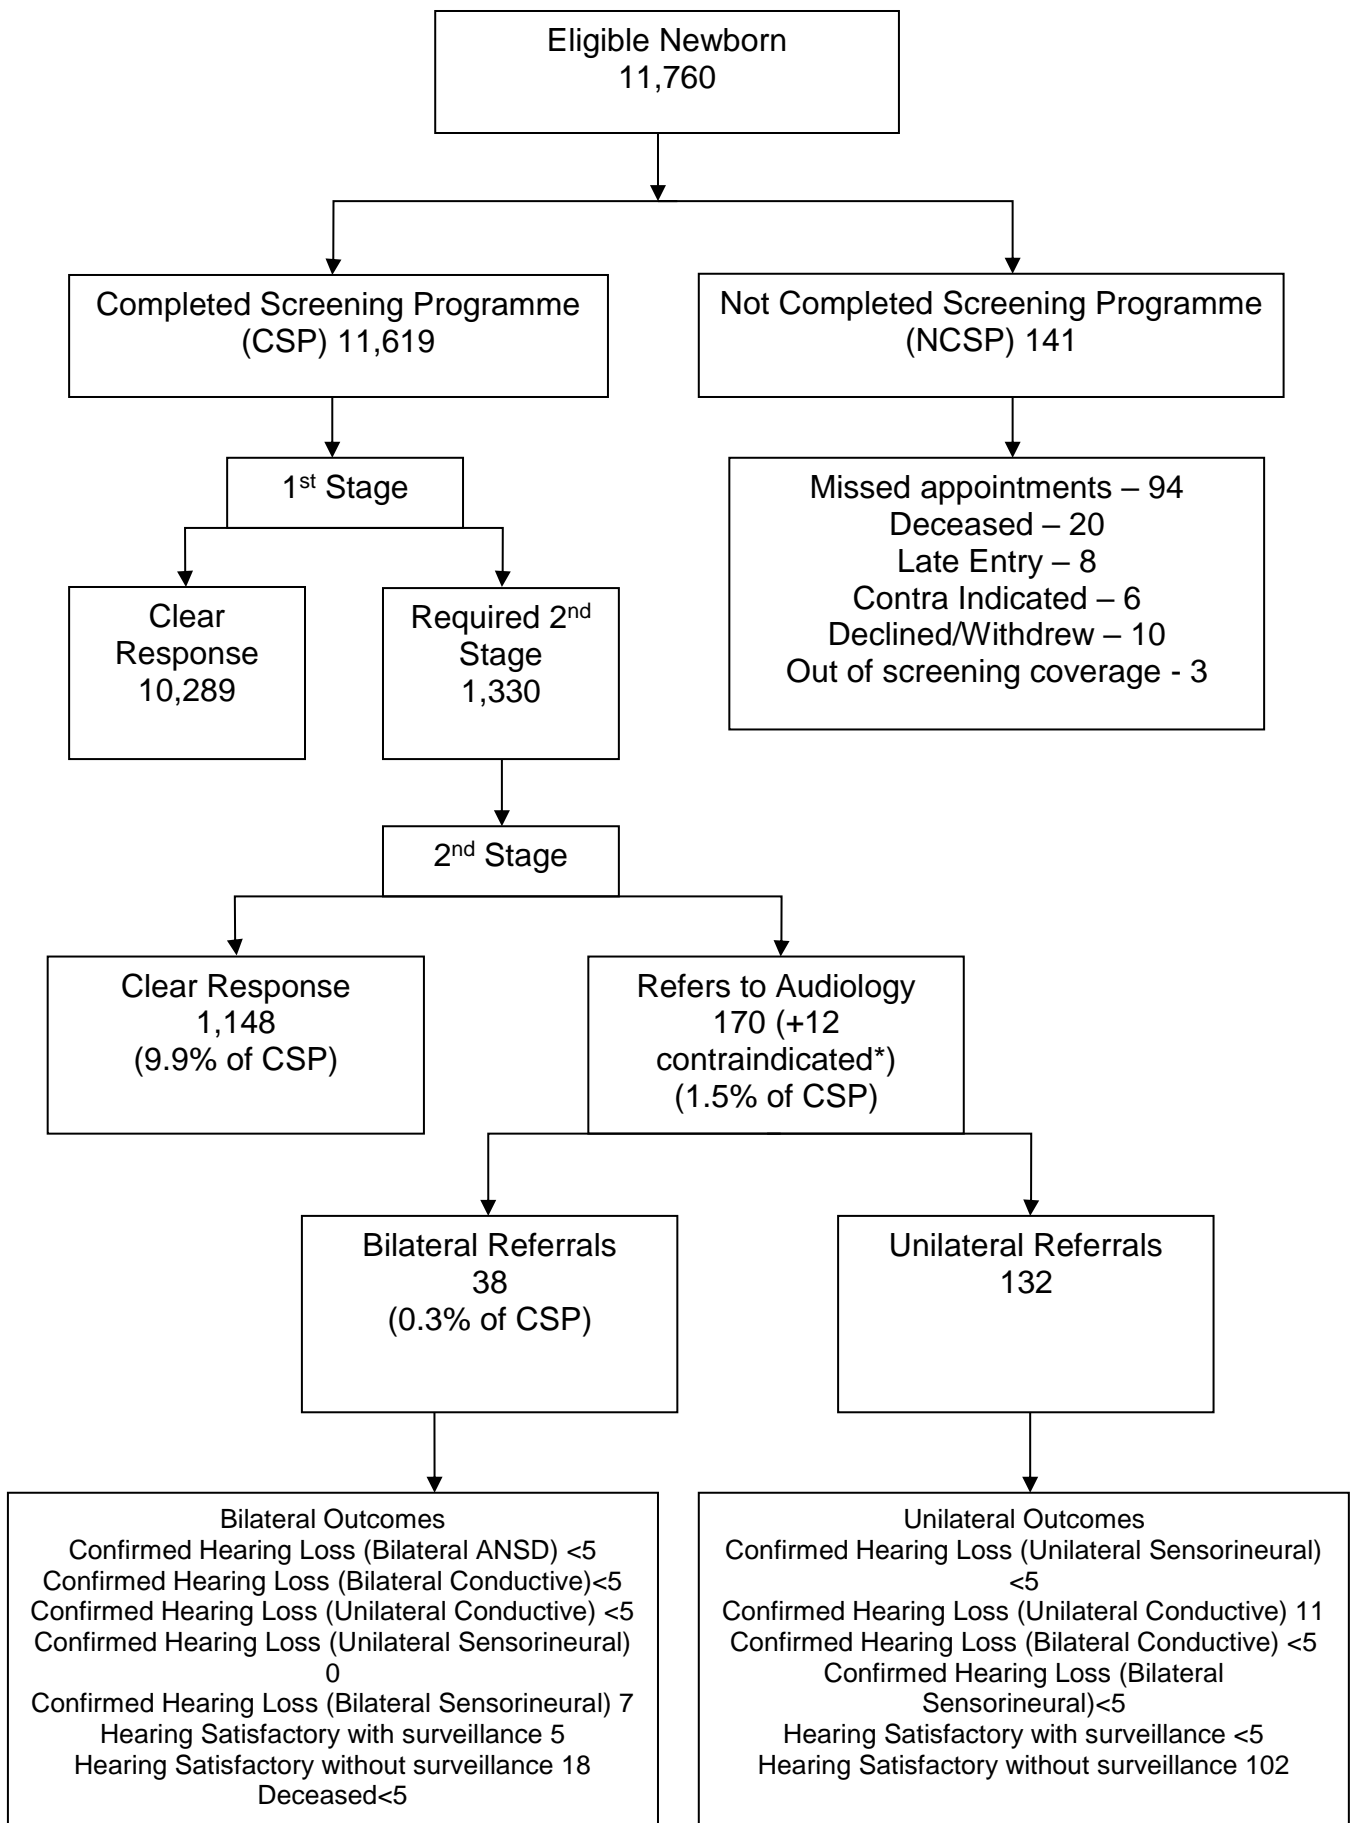 Eligible Newborn
11,760
Completed Screening Programme
(CSP) 11,619
Not Completed Screening Programme
(NCSP) 141
1st Stage
Missed appointments – 94
Deceased – 20
Late Entry – 8
Contra Indicated – 6
Declined/Withdrew – 10
Out of screening coverage - 3
Clear
Response
10,289
Required 2nd
Stage
1,330
2nd Stage
Clear Response
1,148
(9.9% of CSP)
Refers to Audiology
170 (+12
contraindicated*)
(1.5% of CSP)
Bilateral Referrals
38
(0.3% of CSP)
Unilateral Referrals
132
Bilateral Outcomes
Confirmed Hearing Loss (Bilateral ANSD) <5
Confirmed Hearing Loss (Bilateral Conductive)<5
Confirmed Hearing Loss (Unilateral Conductive) <5
Confirmed Hearing Loss (Unilateral Sensorineural)
0
Confirmed Hearing Loss (Bilateral Sensorineural) 7
Hearing Satisfactory with surveillance 5
Hearing Satisfactory without surveillance 18
Deceased<5
Unilateral Outcomes
Confirmed Hearing Loss (Unilateral Sensorineural)
<5
Confirmed Hearing Loss (Unilateral Conductive) 11
Confirmed Hearing Loss (Bilateral Conductive) <5
Confirmed Hearing Loss (Bilateral
Sensorineural)<5
Hearing Satisfactory with surveillance <5
Hearing Satisfactory without surveillance 102